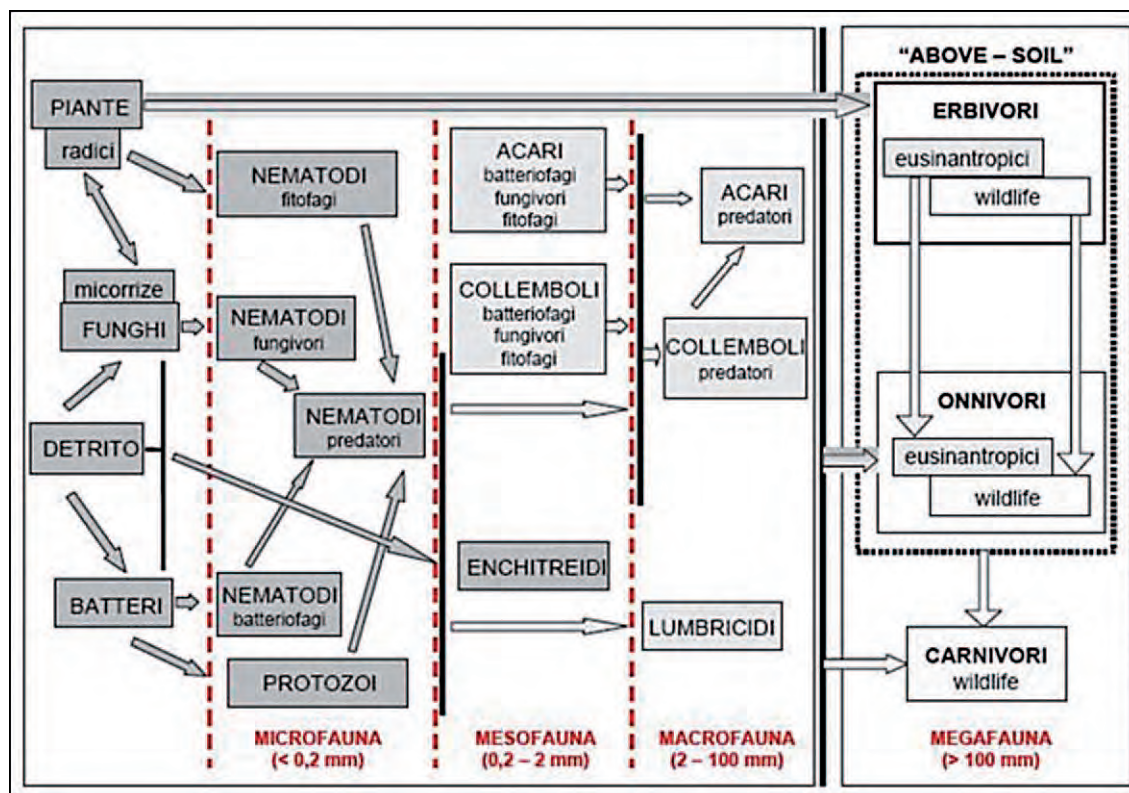 “ABOVE – SOIL”
PIANTE
radici
micorrize
FUNGHI
DETRITO
BATTERI
NEMATODI
fitofagi
NEMATODI
fungivori
NEMATODI
predatori
NEMATODI
batteriofagi
PROTOZOI
MICROFAUNA
(< 0,2 mm)
ACARI
batteriofagi
fungivori
fitofagi
COLLEMBOLI
batteriofagi
fungivori
fitofagi
ENCHITREIDI
MESOFAUNA
(0,2 – 2 mm)
ACARI
predatori
COLLEMBOLI
predatori
LUMBRICIDI
MACROFAUNA
(2 – 100 mm)
ERBIVORI
eusinantropici
wildlife
ONNIVORI
eusinantropici
wildlife
CARNIVORI
wildlife
MEGAFAUNA
(> 100 mm)